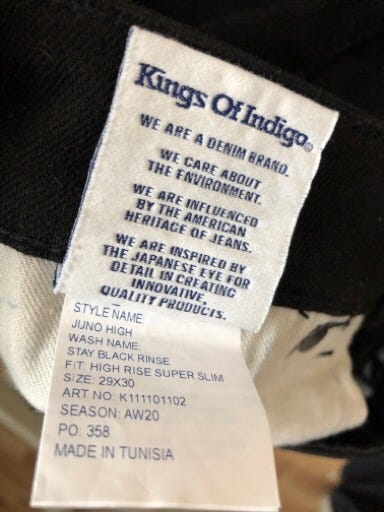 Kings Of Indigo®
WE ARE A DENIM BRAND.
WE CARE ABOUT
THE ENVIRONMENT.
WE ARE INFLUENCED
BY THE AMERICAN
HERITAGE OF JEANS.
WE ARE INSPIRED BY
THE JAPANESE EYE FOR
DETAIL IN CREATING
INNOVATIVE,
QUALITY PRODUCTS.
STYLE NAME:
JUNO HIGH
WASH NAME:
STAY BLACK RINSE
FIT: HIGH RISE SUPER SLIM
SIZE: 29X30
ART NO: K111101102
SEASON: AW20
PO: 358
MADE IN TUNISIA